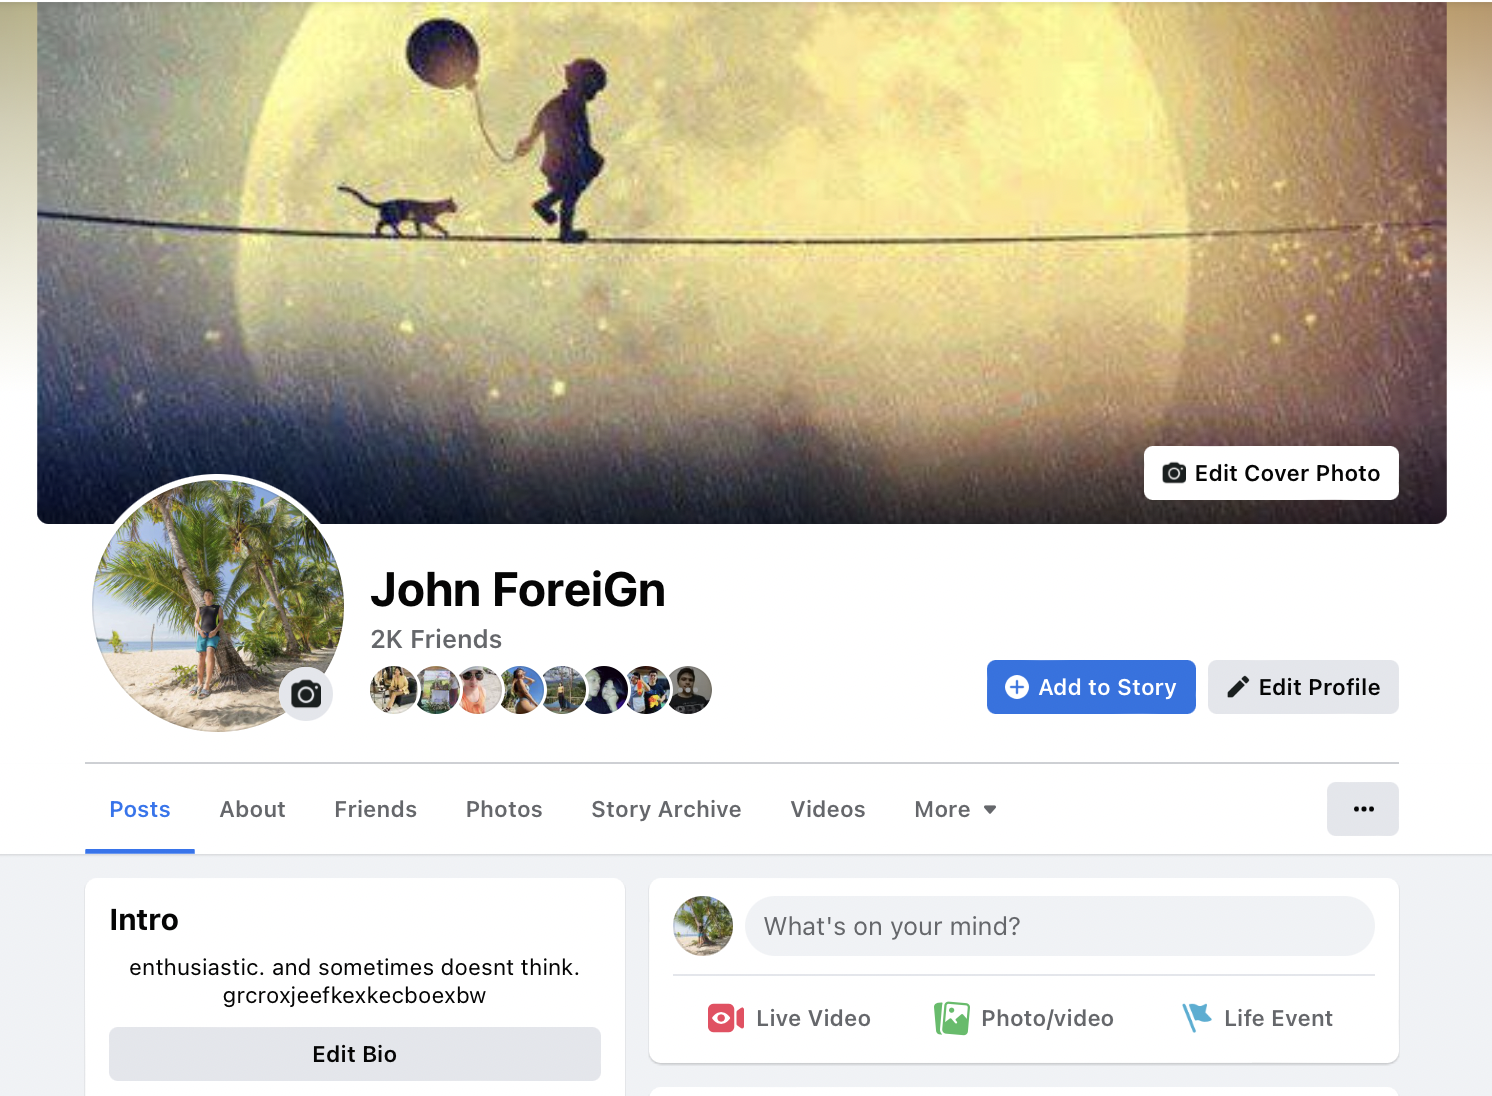 Edit Cover Photo
John ForeiGn
2K Friends
Add to Story
Edit Profile
Posts
About
Friends
Photos
Story Archive
Videos
More
Intro
enthusiastic. and sometimes doesnt think.
grcroxjeefkexkecboexbw
Edit Bio
What's on your mind?
Live Video
Photo/video
Life Event